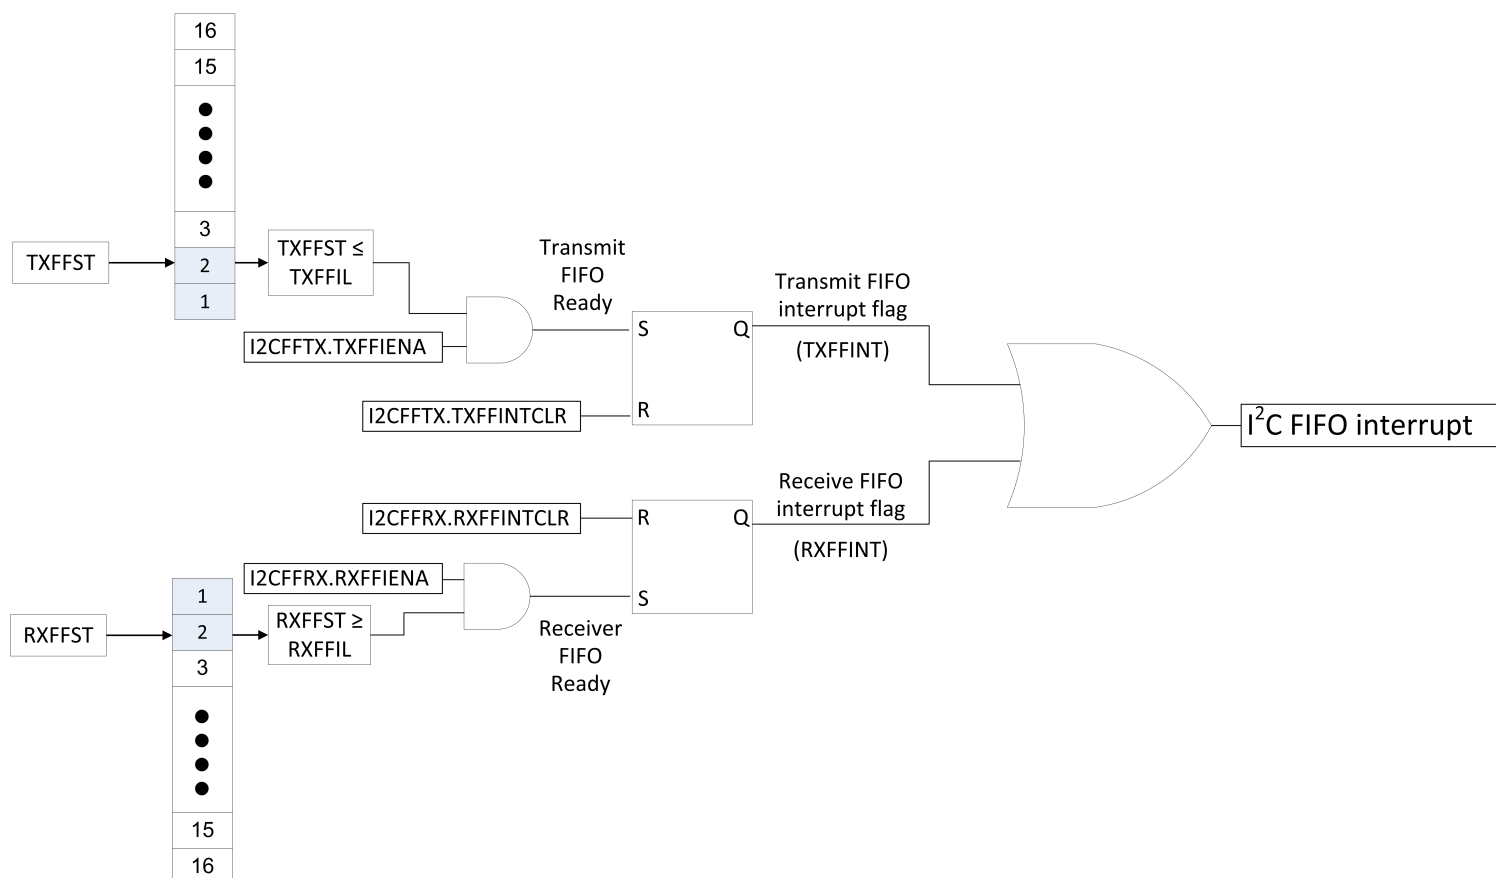 16
15
3
2
1
TXFFST
TXFFST ≤
TXFFIL
I2CFFTX.TXFFIENA
Transmit
FIFO
Ready
I2CFFTX.TXFFINTCLR
S
Q
R
Transmit FIFO
interrupt flag
(TXFFINT)
I²C FIFO interrupt
Receive FIFO
interrupt flag
(RXFFINT)
I2CFFRX.RXFFINTCLR
R
Q
S
I2CFFRX.RXFFIENA
RXFFST ≥
RXFFIL
Receiver
FIFO
Ready
RXFFST
1
2
3
15
16